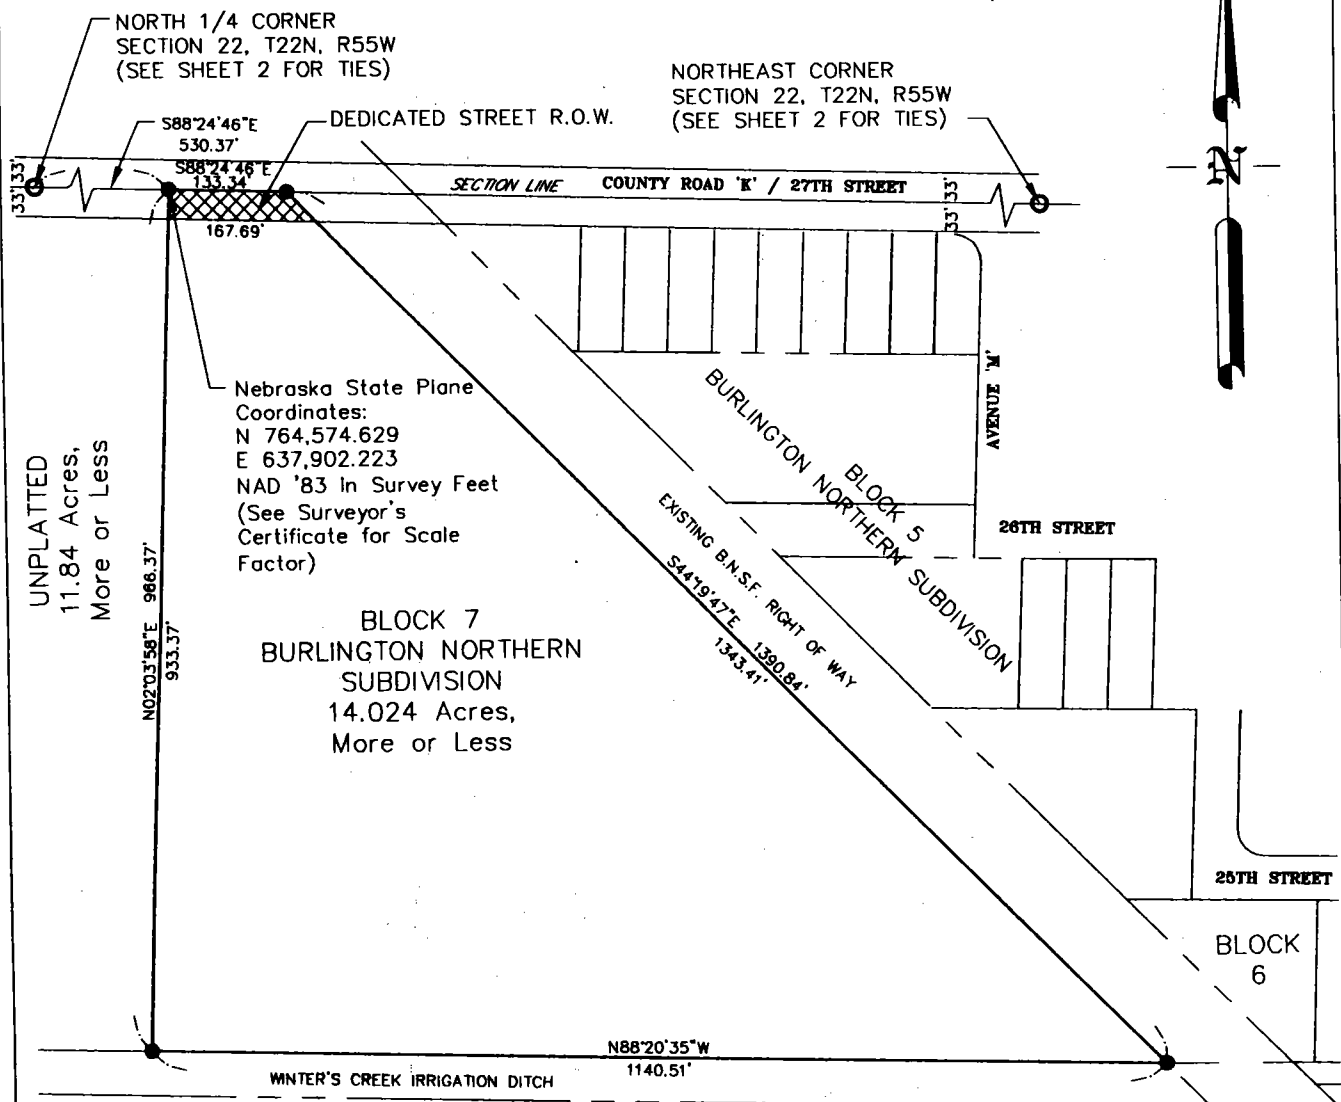 NORTH 1/4 CORNER
SECTION 22, T22N, R55W
(SEE SHEET 2 FOR TIES)
NORTHEAST CORNER
SECTION 22, T22N, R55W
(SEE SHEET 2 FOR TIES)
DEDICATED STREET R.O.W.
S88°24'46"E
530.37'
S88°24'46"E
133.34'
33' 33'
SECTION LINE
COUNTY ROAD 'K' / 27TH STREET
33' 33'
N
167.69'
Nebraska State Plane
Coordinates:
N 764,574.629
E 637,902.223
NAD '83 in Survey Feet
(See Surveyor's
Certificate for Scale
Factor)
UNPLATTED
11.84 Acres,
More or Less
N02°03'58"E 966.37'
933.37'
BLOCK 7
BURLINGTON NORTHERN
SUBDIVISION
14.024 Acres,
More or Less
EXISTING B.N.S.F. RIGHT OF WAY
S44°19'47"E 1390.84'
1343.41'
BLOCK 5
BURLINGTON NORTHERN SUBDIVISION
AVENUE 'M'
26TH STREET
25TH STREET
BLOCK
6
N88°20'35"W
1140.51'
WINTER'S CREEK IRRIGATION DITCH